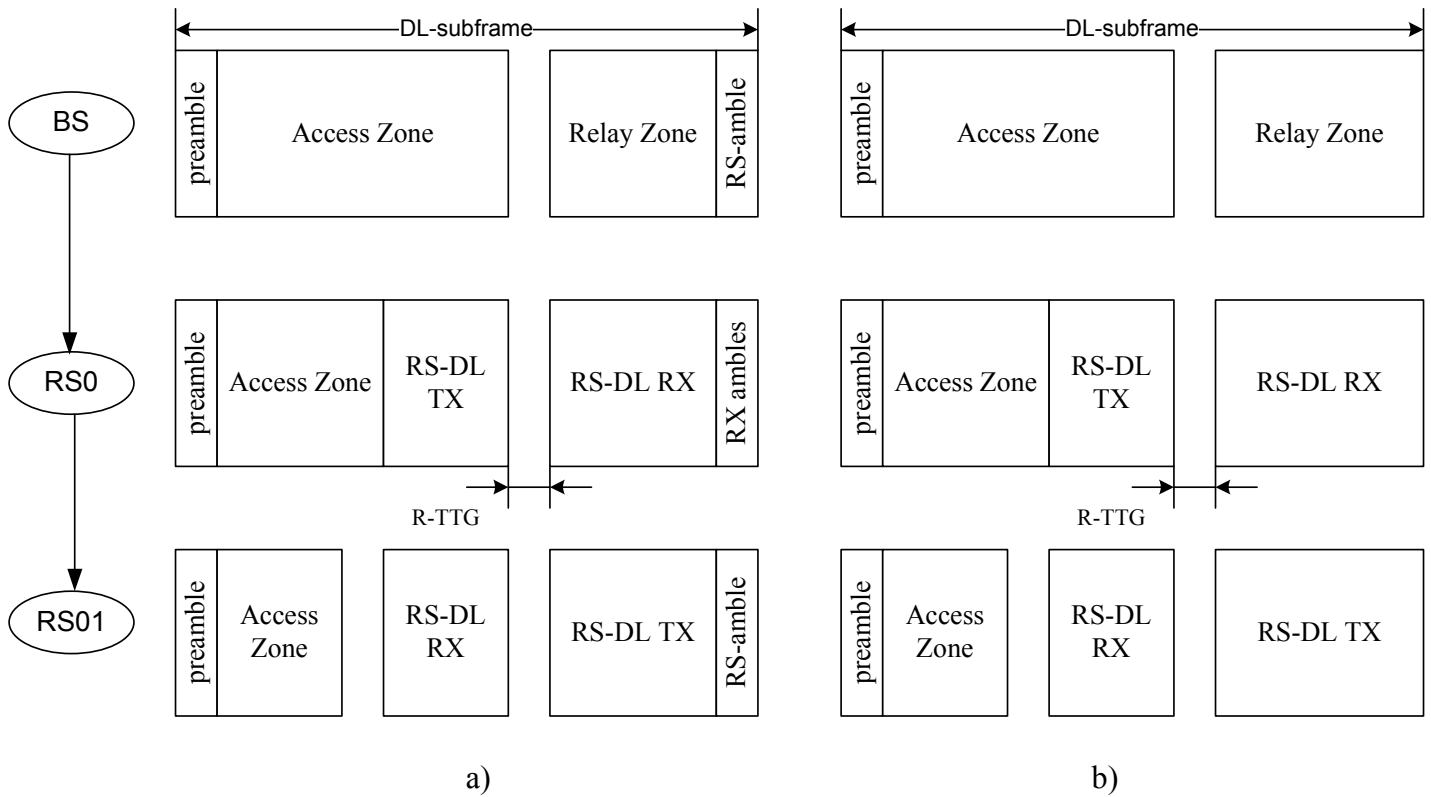 DL-subframe
DL-subframe
BS
preamble
Access Zone
Relay Zone
RS-amble
preamble
Access Zone
Relay Zone
RS0
preamble
Access Zone
RS-DL
TX
RS-DL RX
RX ambles
preamble
Access Zone
RS-DL
TX
RS-DL RX
R-TTG
R-TTG
RS01
preamble
Access
Zone
RS-DL
RX
RS-DL TX
RS-amble
preamble
Access
Zone
RS-DL
RX
RS-DL TX
a)
b)